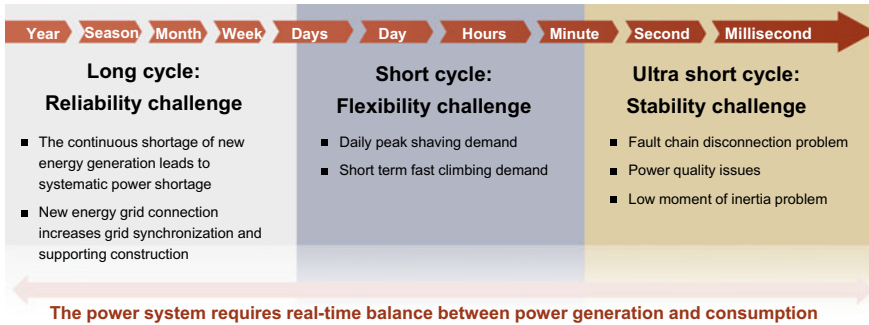 Year Season Month Week Days Day Hours Minute Second Millisecond
Long cycle:
Reliability challenge
■ The continuous shortage of new
energy generation leads to
systematic power shortage
■ New energy grid connection
increases grid synchronization and
supporting construction
Short cycle:
Flexibility challenge
■ Daily peak shaving demand
■ Short term fast climbing demand
Ultra short cycle:
Stability challenge
■ Fault chain disconnection problem
■ Power quality issues
■ Low moment of inertia problem
The power system requires real-time balance between power generation and consumption